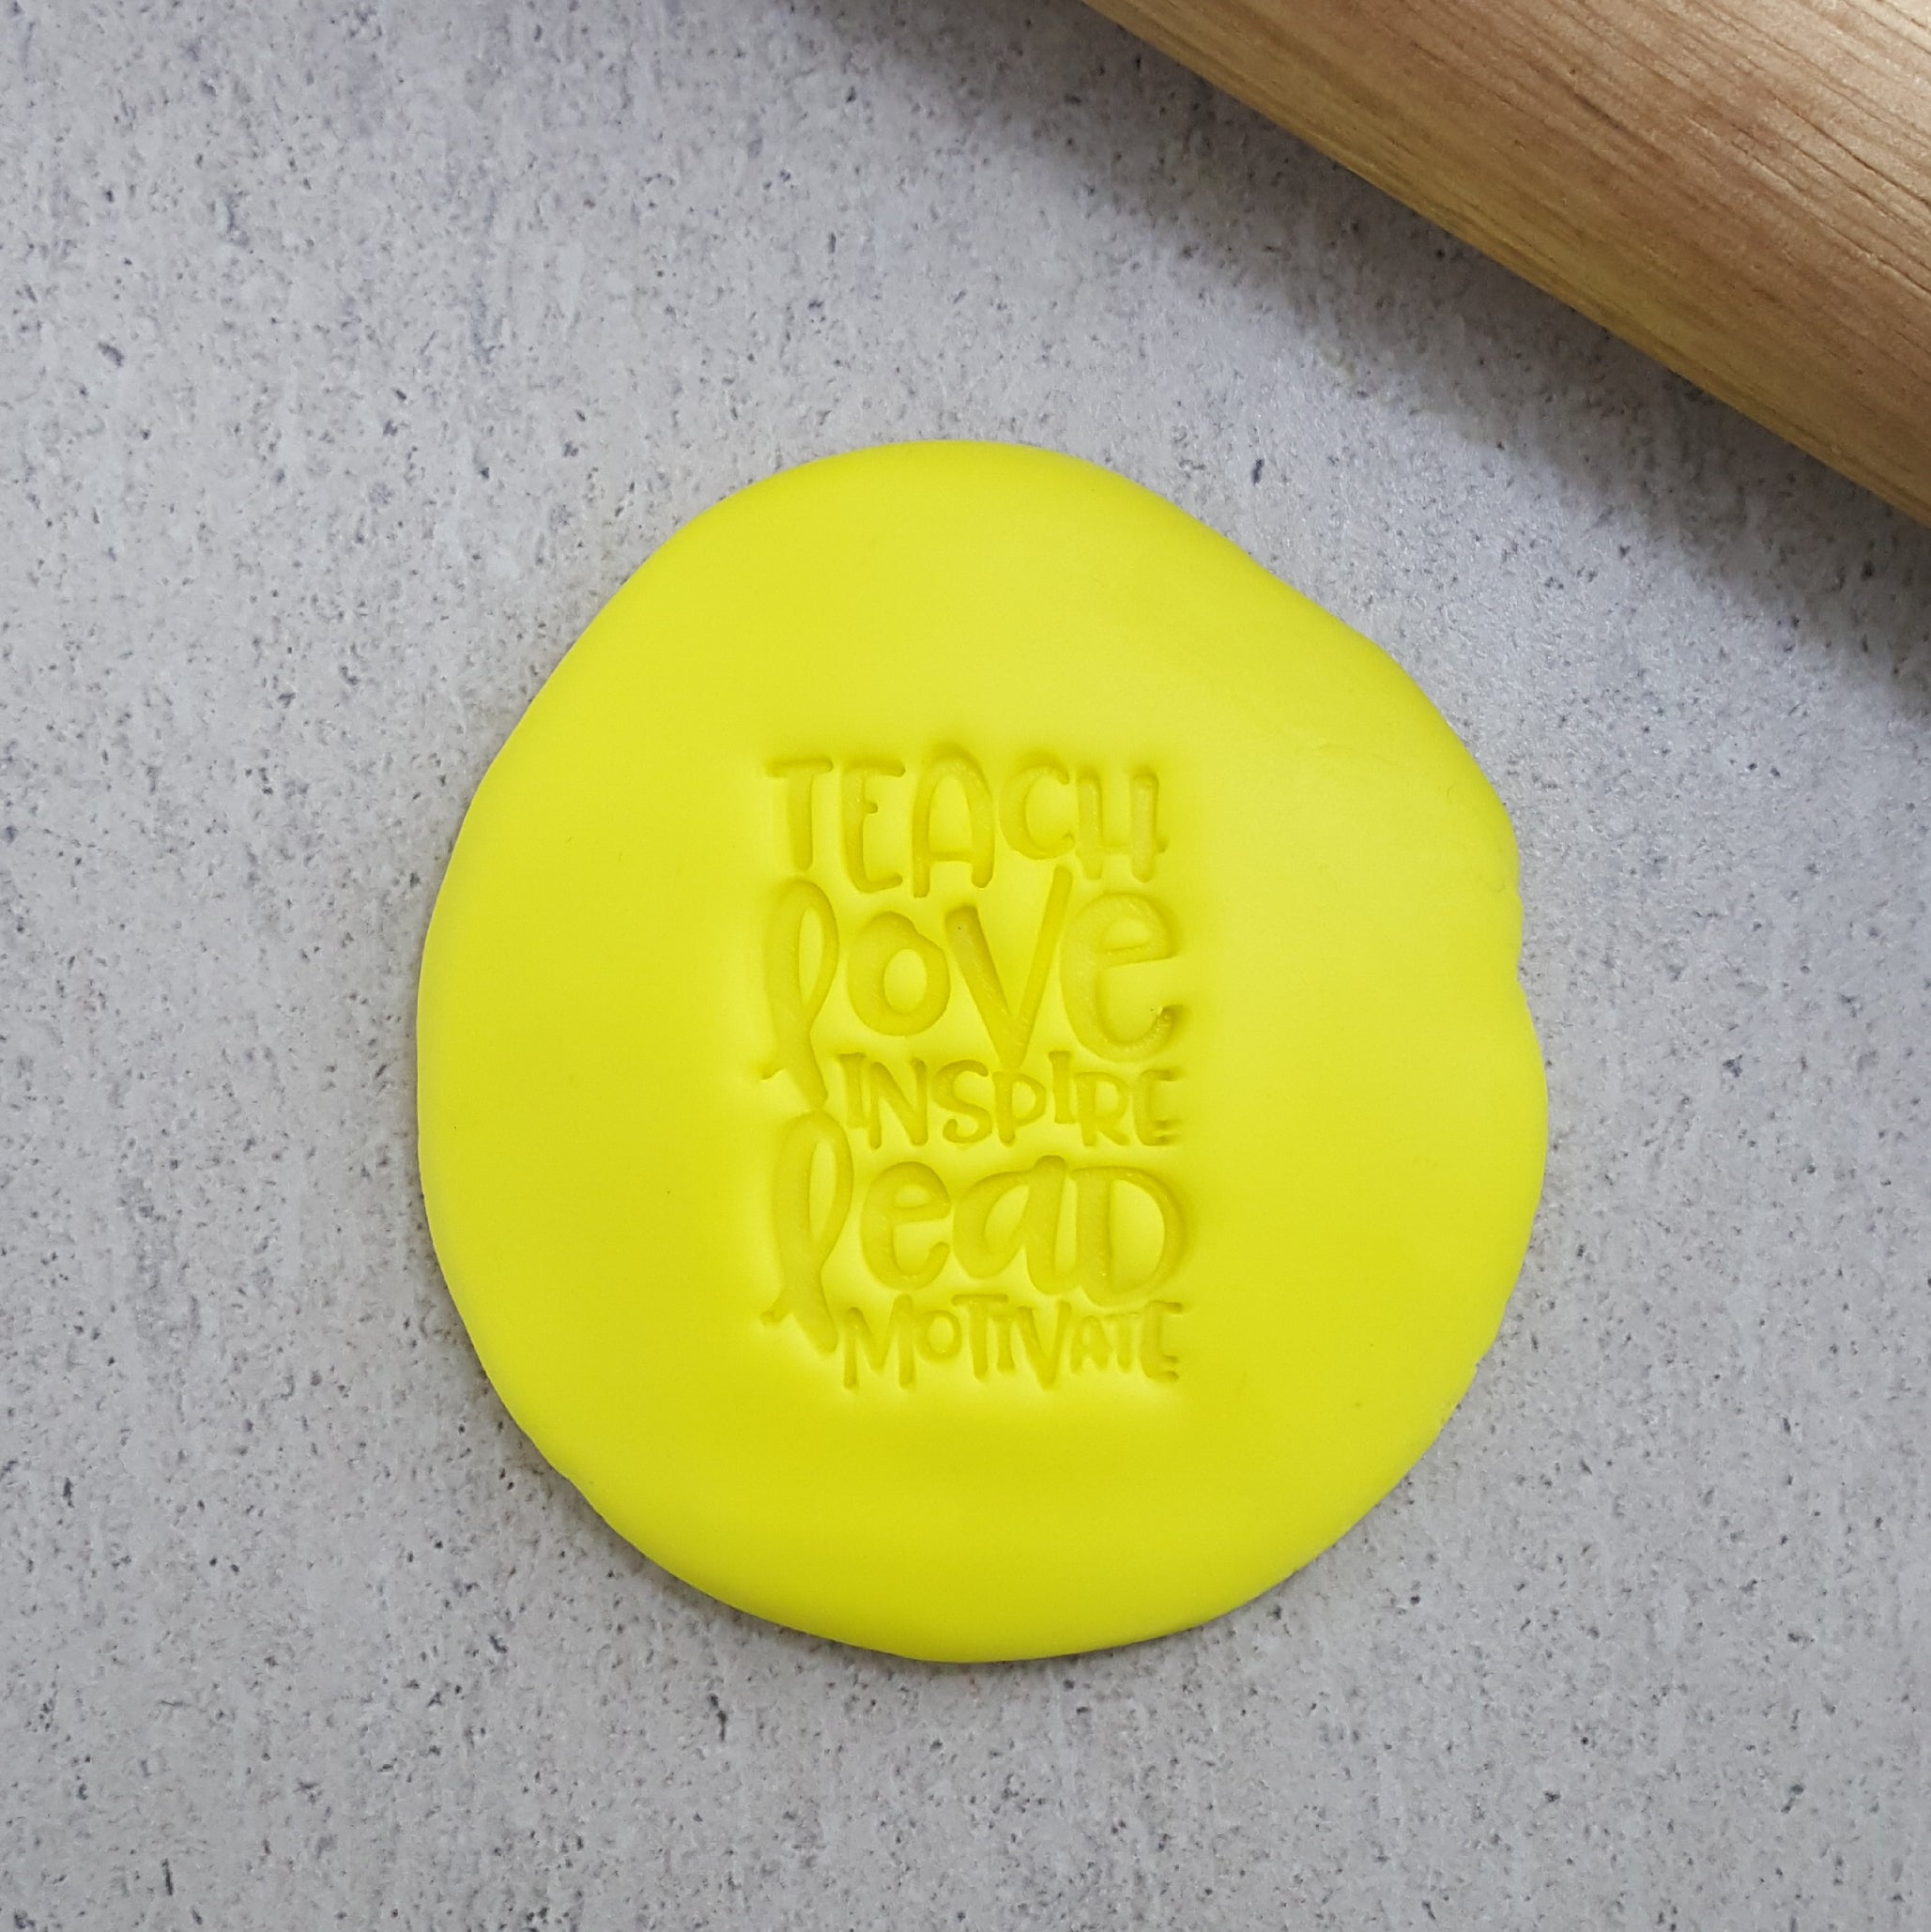 TEACH
love
INSPIRE
leaD
MOTIVATE